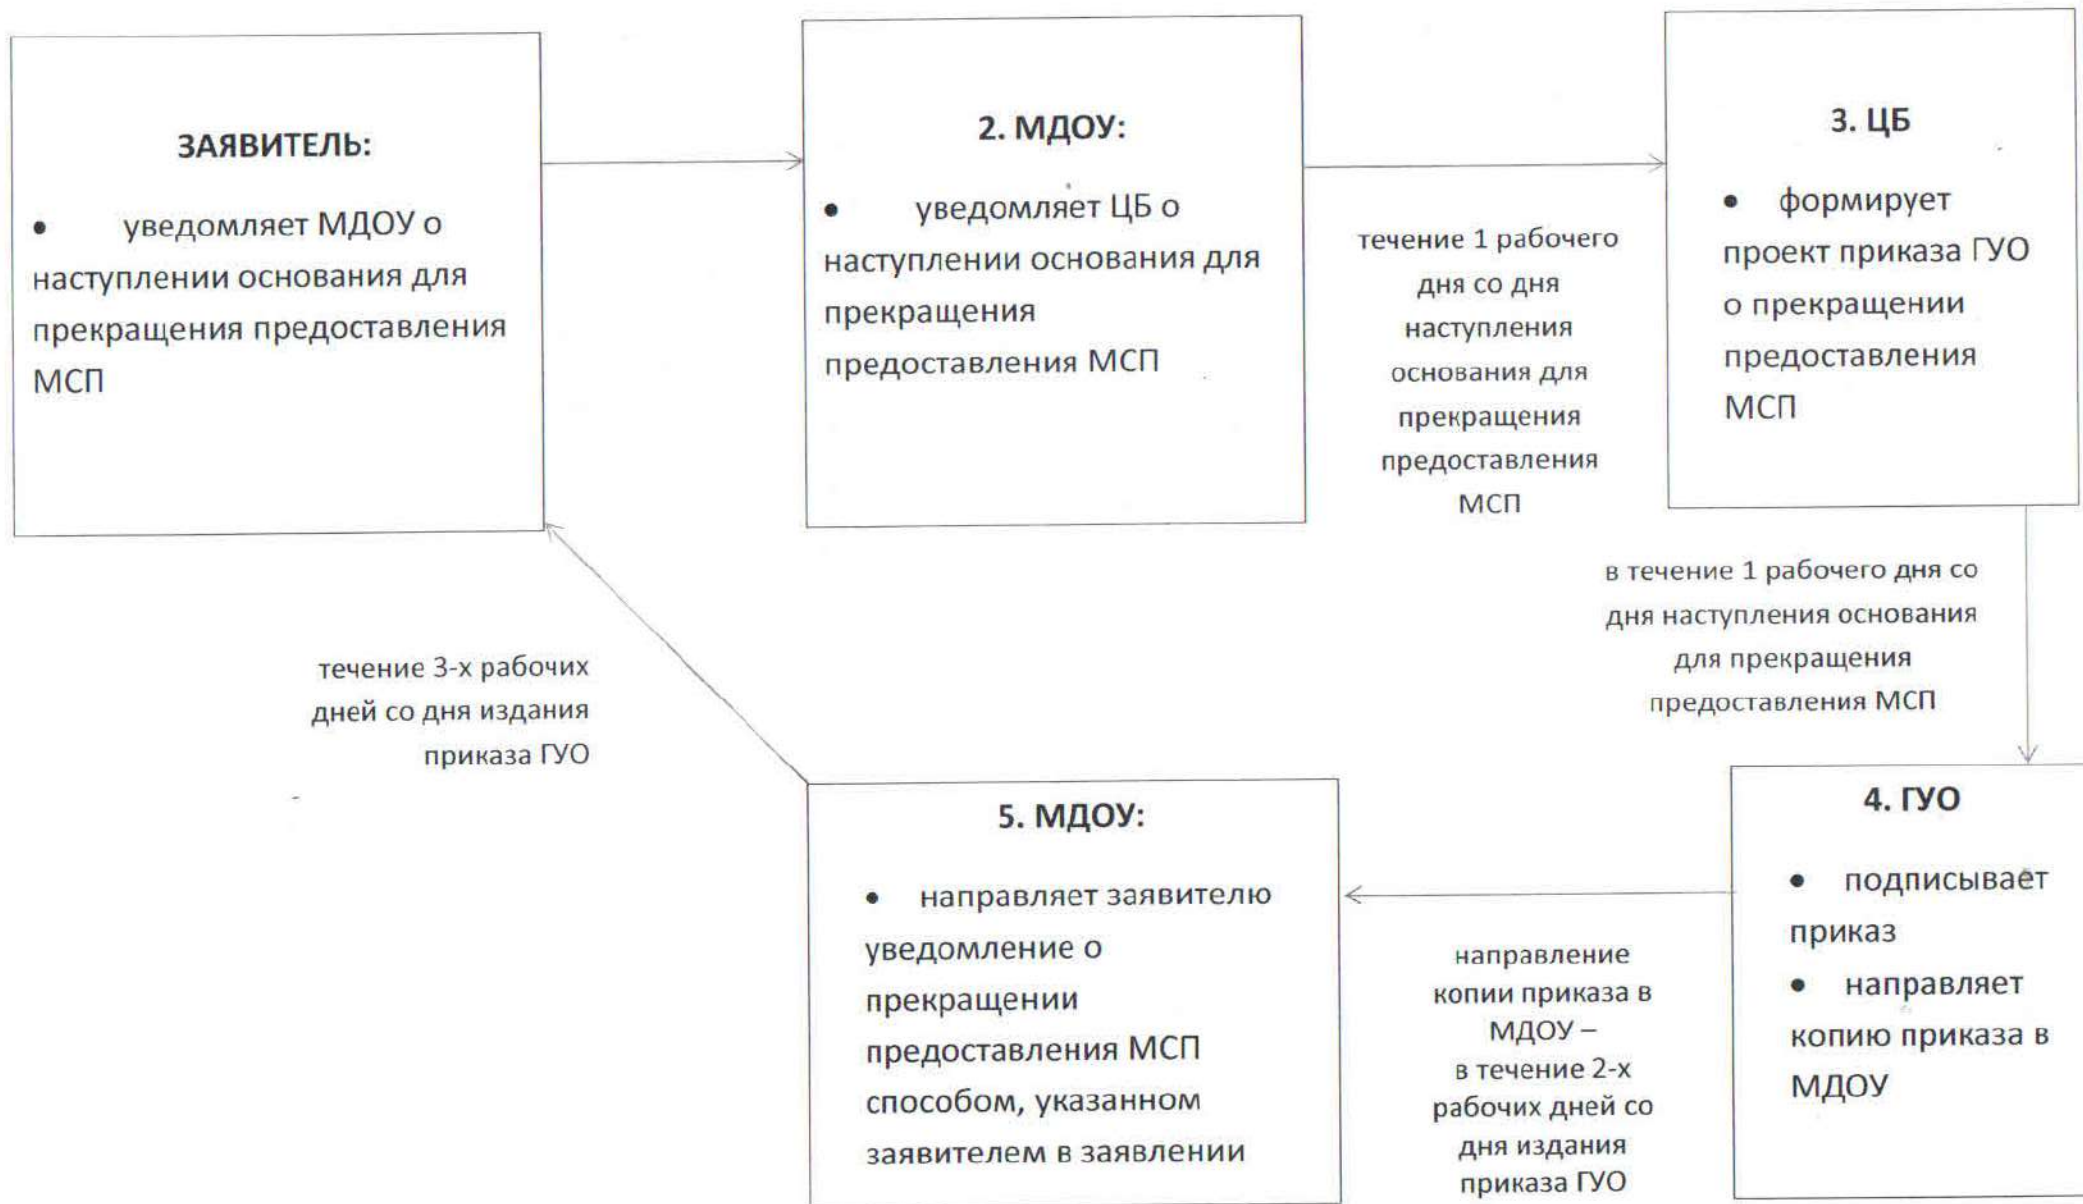 ЗАЯВИТЕЛЬ:
• уведомляет МДОУ о
наступлении основания для
прекращения предоставления
МСП
2. МДОУ:
• уведомляет ЦБ о
наступлении основания для
прекращения
предоставления МСП
течение 1 рабочего
дня со дня
наступления
основания для
прекращения
предоставления
МСП
3. ЦБ
• формирует
проект приказа ГУО
о прекращении
предоставления
МСП
в течение 1 рабочего дня со
дня наступления основания
для прекращения
предоставления МСП
4. ГУО
• подписывает
приказ
• направляет
копию приказа в
МДОУ
направление
копии приказа в
МДОУ –
в течение 2-х
рабочих дней со
дня издания
приказа ГУО
5. МДОУ:
• направляет заявителю
уведомление о
прекращении
предоставления МСП
способом, указанном
заявителем в заявлении
течение 3-х рабочих
дней со дня издания
приказа ГУО